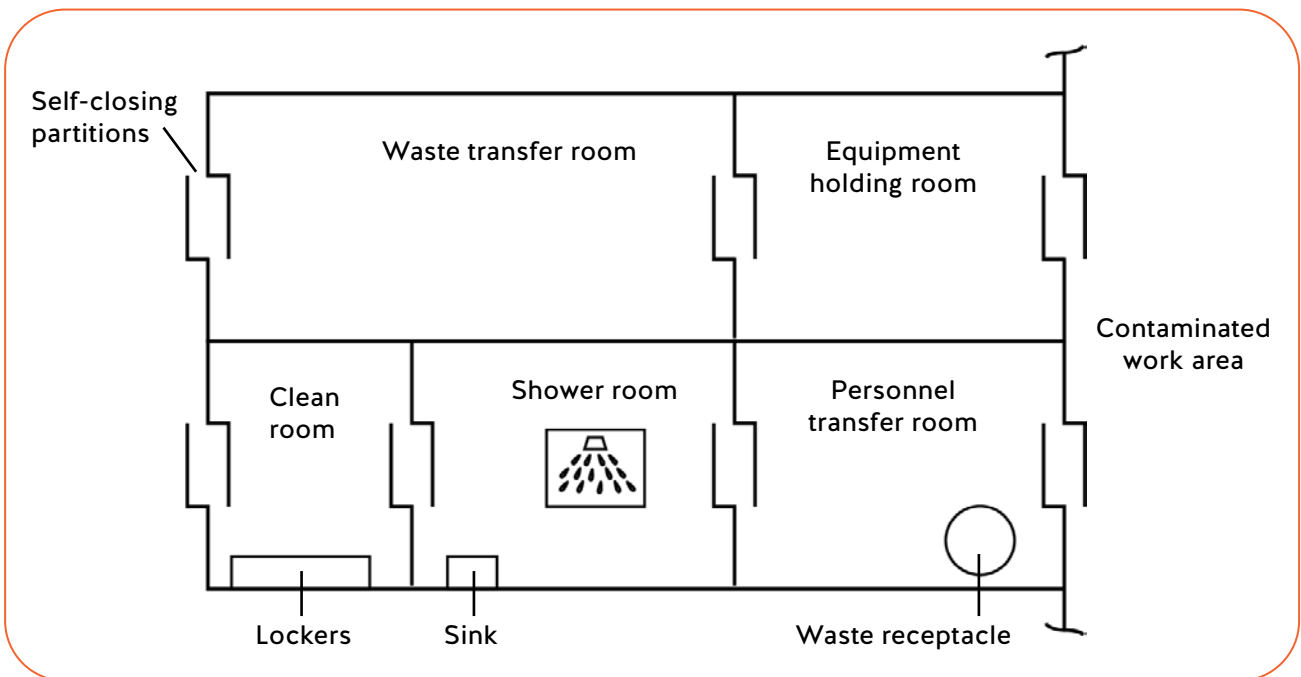 Self-closing
partitions
Waste transfer room
Equipment
holding room
Contaminated
work area
Clean
room
Shower room
Personnel
transfer room
Lockers
Sink
Waste receptacle